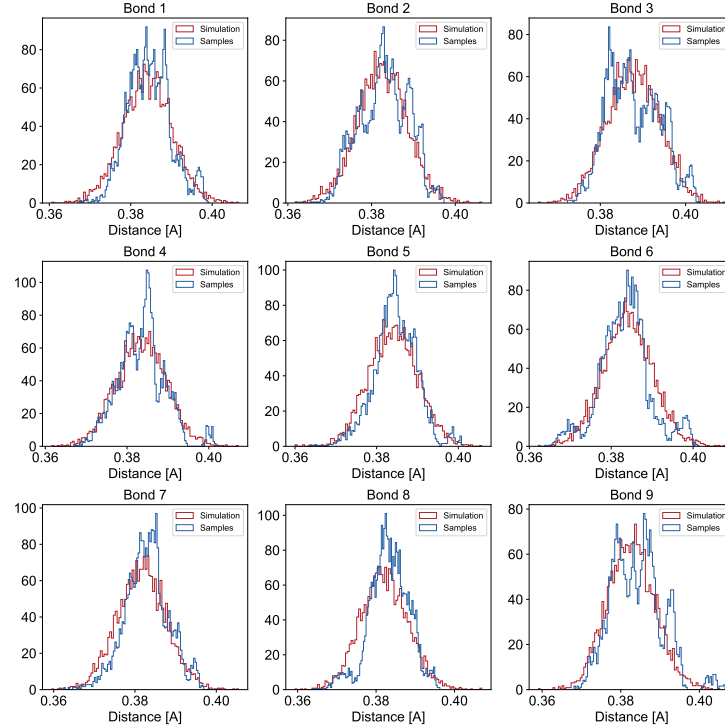 Bond 1
Bond 2
Bond 3
Simulation
Samples
Simulation
Samples
Simulation
Samples
80
60
40
20
0
80
60
40
20
0
80
60
40
20
0
0.36
0.38
0.40
0.36
0.38
0.40
0.38
0.40
Distance [A]
Distance [A]
Distance [A]
Bond 4
Bond 5
Bond 6
Simulation
Samples
Simulation
Samples
Simulation
Samples
100
80
60
40
20
0
100
80
60
40
20
0
100
80
60
40
20
0
0.36
0.38
0.40
0.36
0.38
0.40
0.36
0.38
0.40
Distance [A]
Distance [A]
Distance [A]
Bond 7
Bond 8
Bond 9
Simulation
Samples
Simulation
Samples
Simulation
Samples
100
80
60
40
20
0
100
80
60
40
20
0
80
60
40
20
0
0.36
0.38
0.40
0.36
0.38
0.40
0.36
0.38
0.40
Distance [A]
Distance [A]
Distance [A]